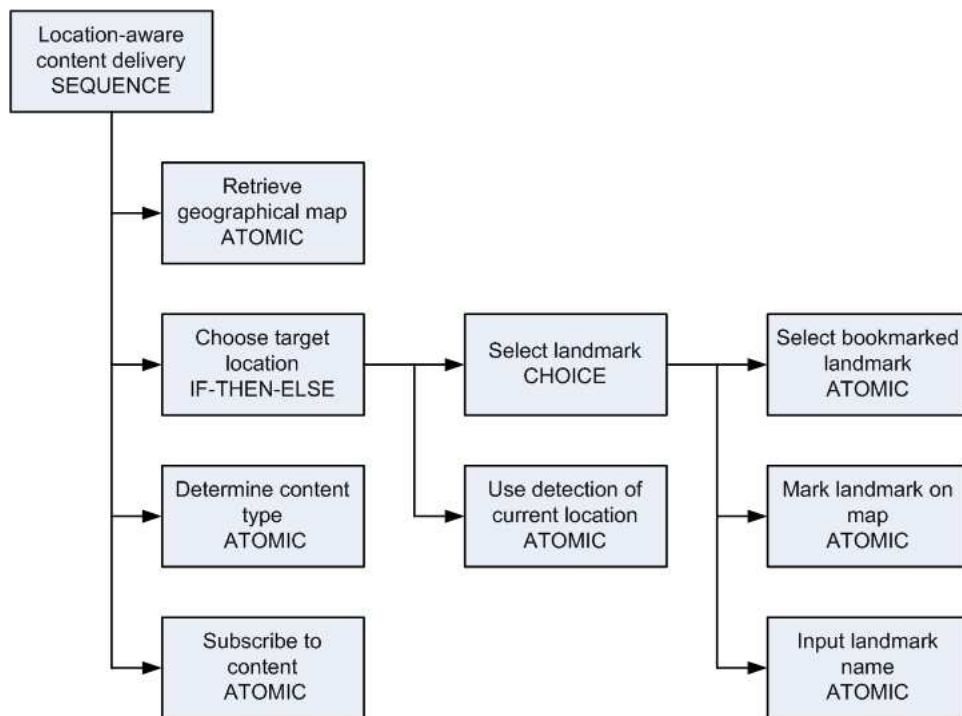 Location-aware
content delivery
SEQUENCE
Retrieve
geographical map
ATOMIC
Choose target
location
IF-THEN-ELSE
Select landmark
CHOICE
Select bookmarked
landmark
ATOMIC
Determine content
type
ATOMIC
Use detection of
current location
ATOMIC
Mark landmark on
map
ATOMIC
Subscribe to
content
ATOMIC
Input landmark
name
ATOMIC